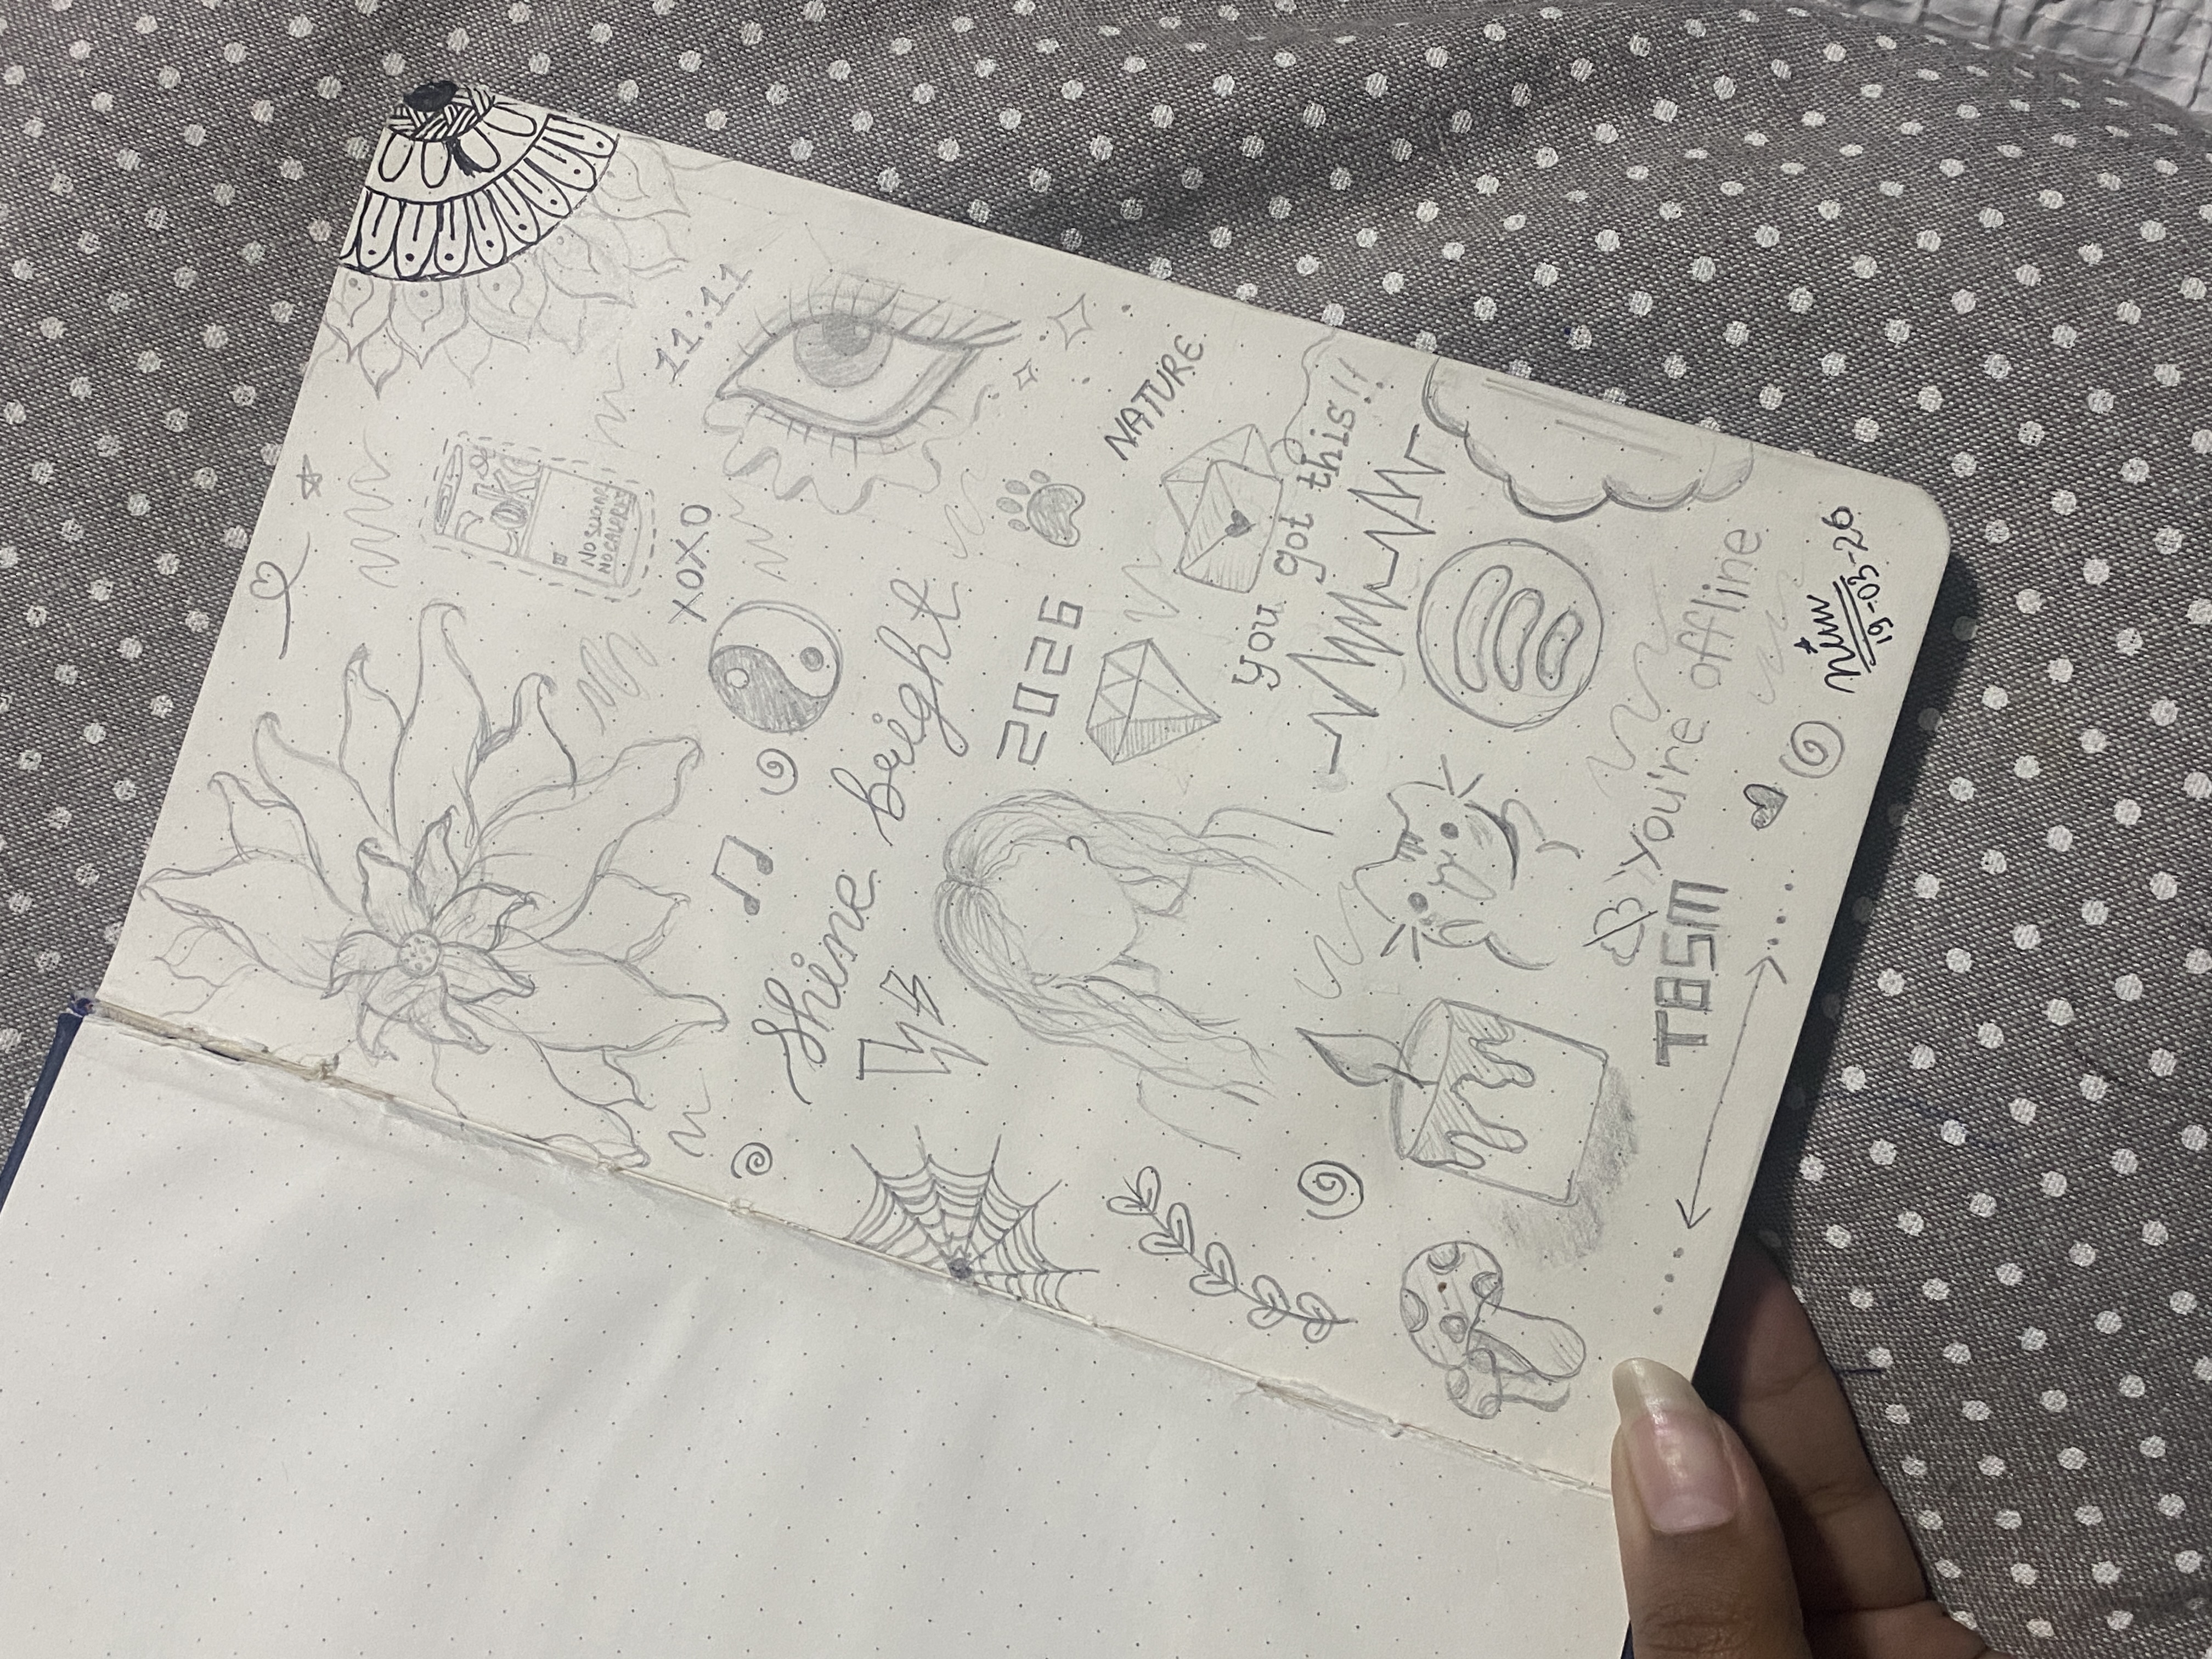 Coke
NO SUGAR
NO CALORIES
XOXO
11:11
Shine bright
2026
NATURE
you got this!!
You're offline
TBSM
19-03-26